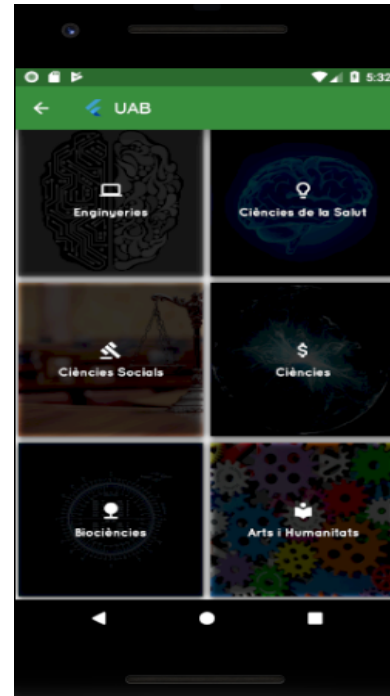 5:32
UAB
Enginyeries
Ciències de la Salut
Ciències Socials
Ciències
Biociències
Arts i Humanitats